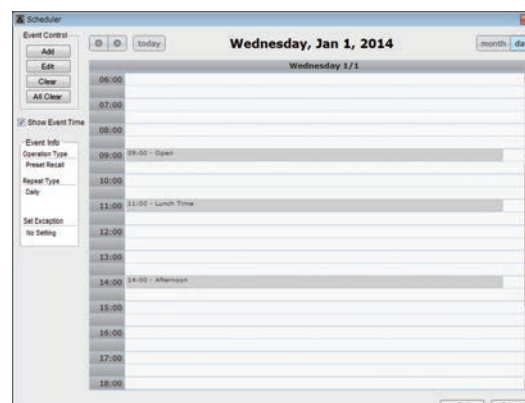 Scheduler
Event Control
Add
Edit
Clear
All Clear
Show Event Time
Event Info
Operation Type
Preset Recall
Repeat Type
Daily
Set Exception
No Setting
today
Wednesday, Jan 1, 2014
month
Wednesday 1/1
06:00
07:00
08:00
09:00
09:00 - Open
10:00
11:00
11:00 - Lunch Time
12:00
13:00
14:00
14:00 - Afternoon
15:00
16:00
17:00
18:00